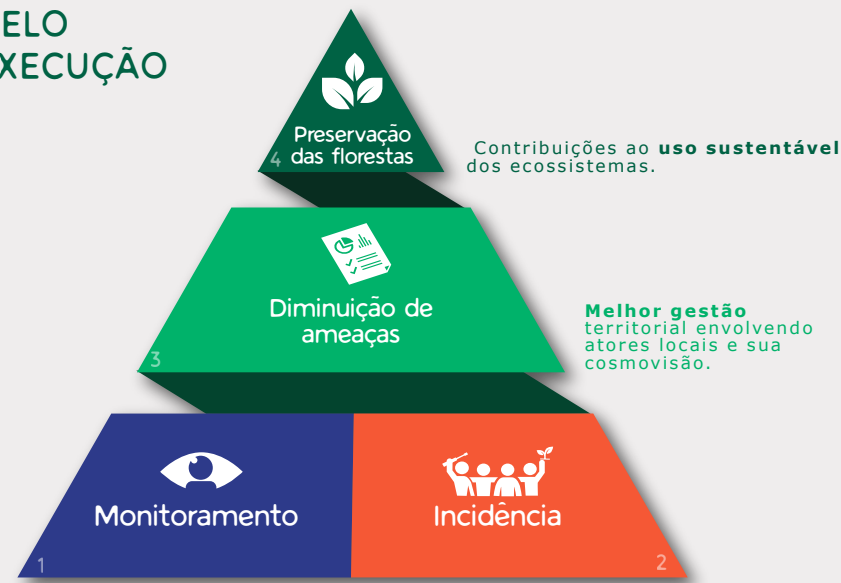 ELO
XECUÇÃO
Preservação
das florestas
4
Contribuições ao uso sustentável
dos ecossistemas.
Diminuição de
ameaças
3
Melhor gestão
territorial envolvendo
atores locais e sua
cosmovisão.
Monitoramento
1
Incidência
2